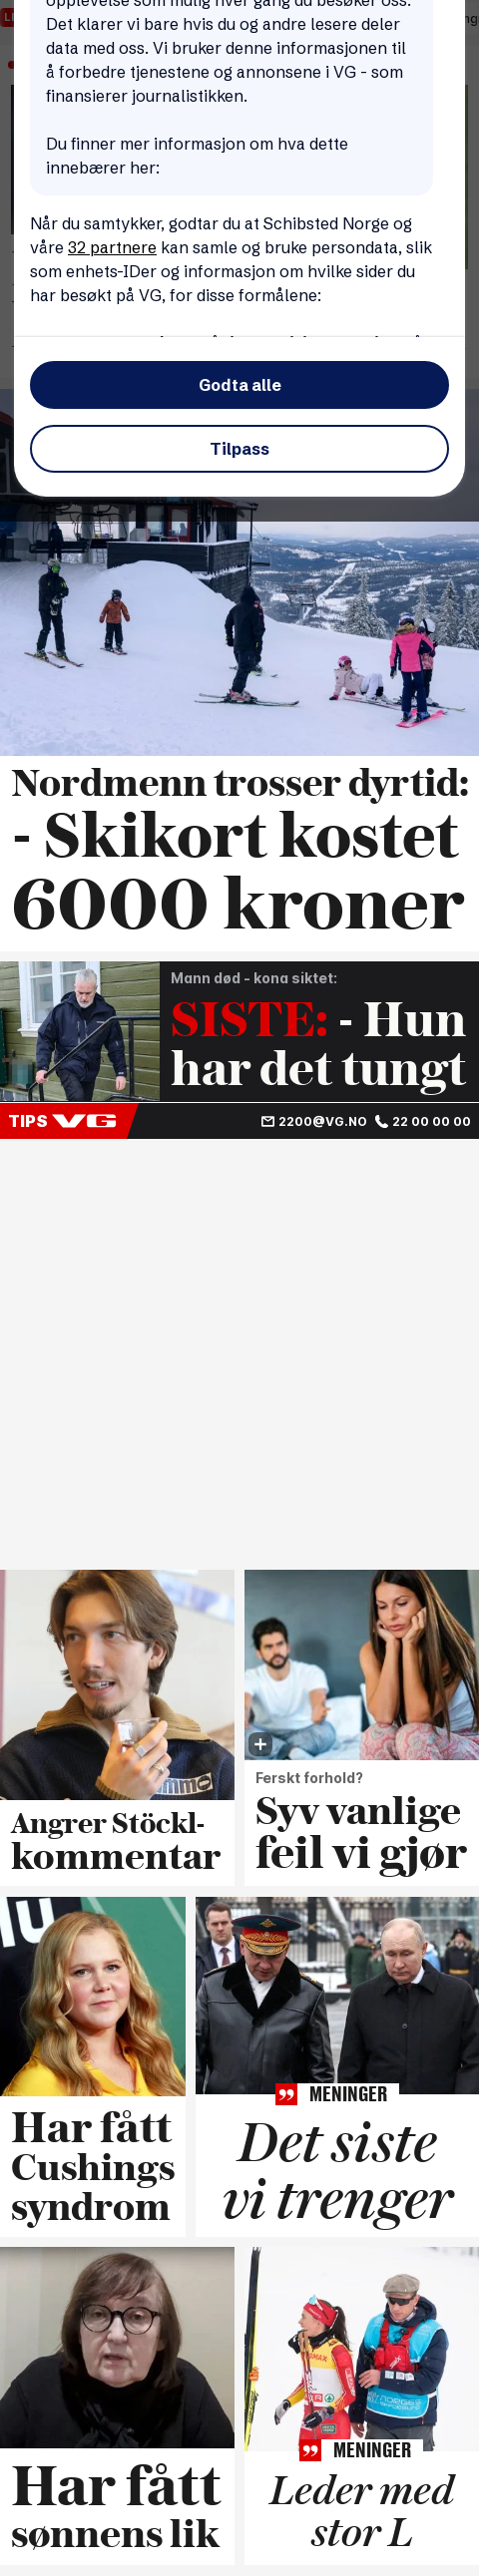 opplevelse som mulig hver gang du besøker oss.
Det klarer vi bare hvis du og andre lesere deler
data med oss. Vi bruker denne informasjonen til
å forbedre tjenestene og annonsene i VG - som
finansierer journalistikken.
Du finner mer informasjon om hva dette
innebærer her:
Når du samtykker, godtar du at Schibsted Norge og
våre 32 partnere kan samle og bruke persondata, slik
som enhets-IDer og informasjon om hvilke sider du
har besøkt på VG, for disse formålene:
Godta alle
Tilpass
Nordmenn trosser dyrtid:
- Skikort kostet
6000 kroner
Mann død - kona siktet:
SISTE: - Hun
har det tungt
TIPS VG 2200@VG.NO 22 00 00 00
Angrer Stöckl-
kommentar
Ferskt forhold?
Syv vanlige
feil vi gjør
Har fått
Cushings
syndrom
MENINGER
Det siste
vi trenger
Har fått
sønnens lik
MENINGER
Leder med
stor L